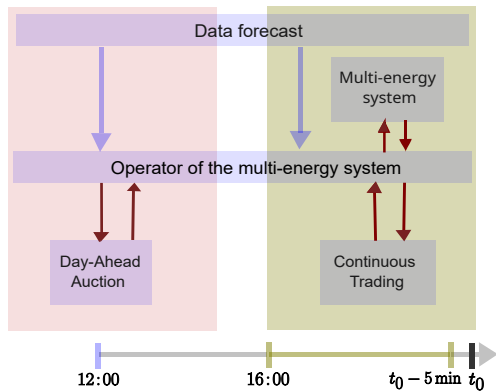 Data forecast
Multi-energy
system
Operator of the multi-energy system
Day-Ahead
Auction
Continuous
Trading
12:00
16:00
t₀ − 5 min
t₀